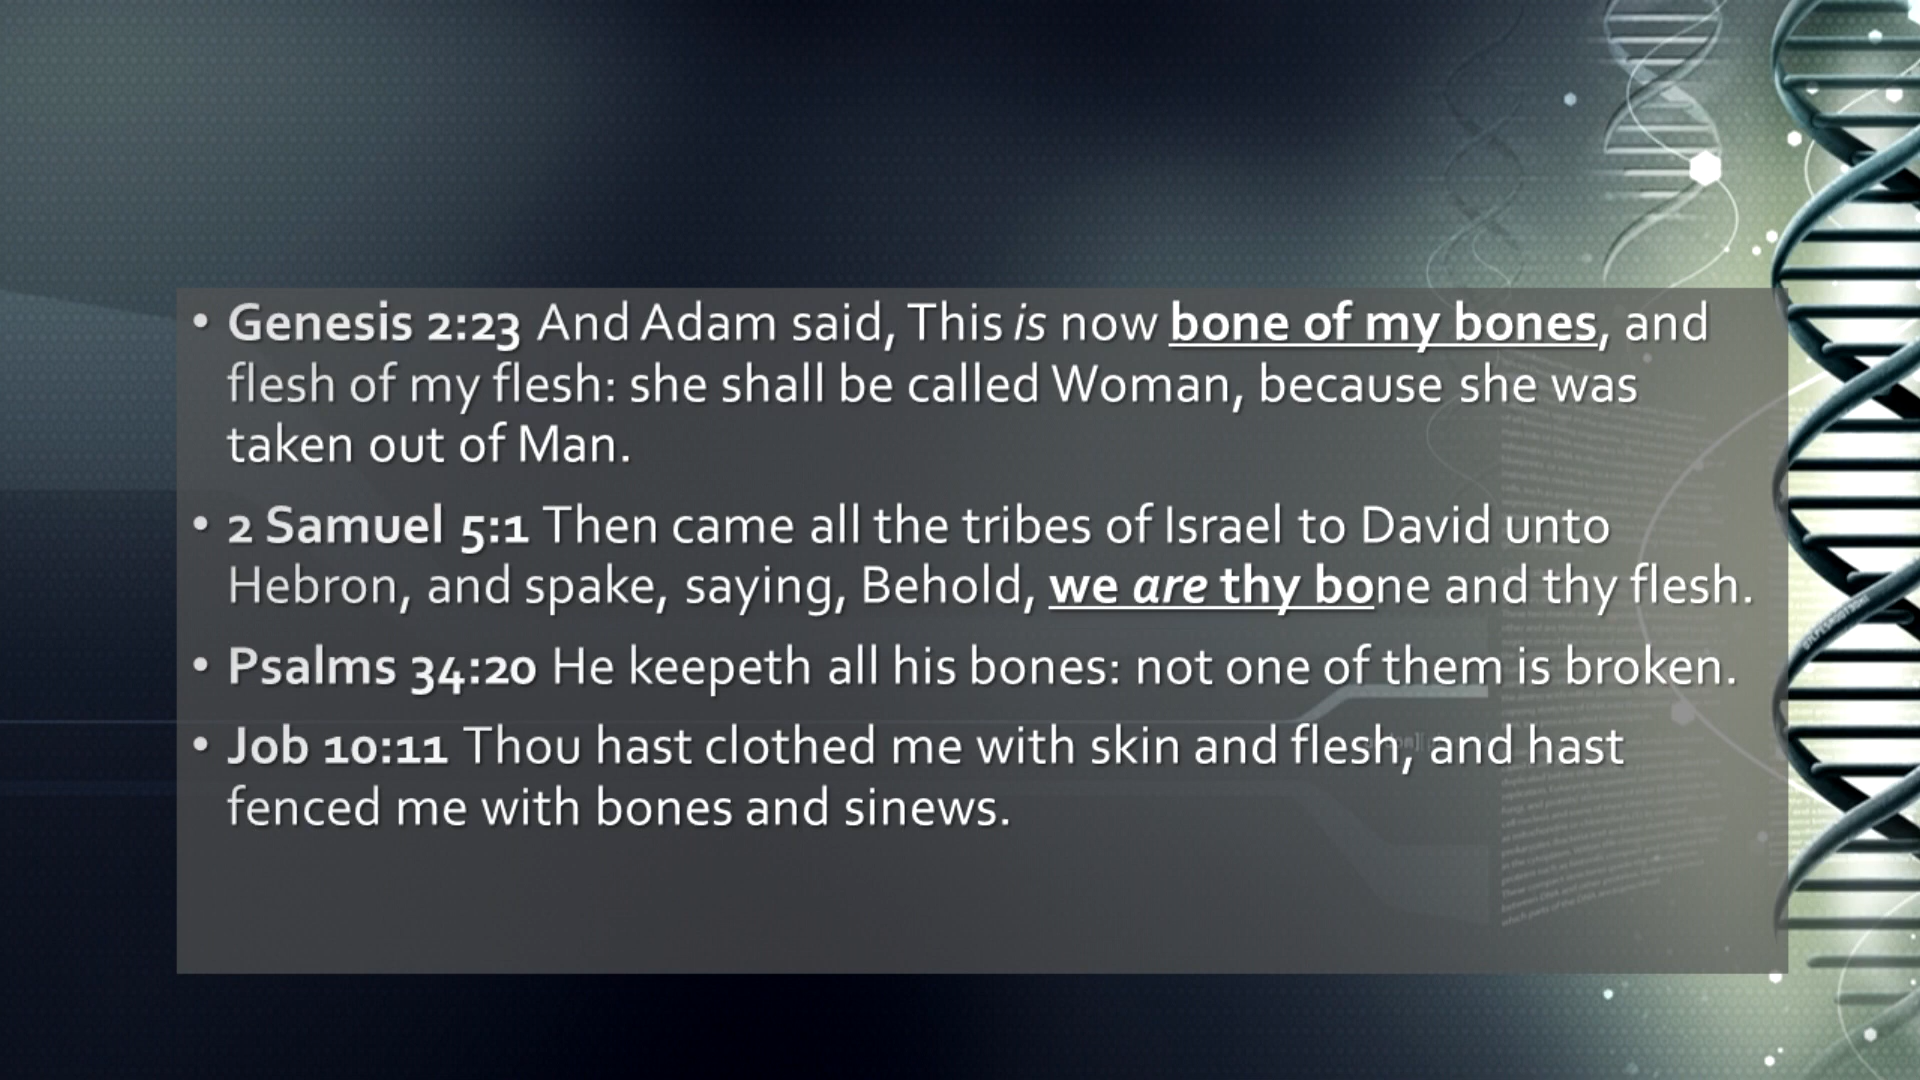 • Genesis 2:23 And Adam said, This is now bone of my bones, and
flesh of my flesh: she shall be called Woman, because she was
taken out of Man.
• 2 Samuel 5:1 Then came all the tribes of Israel to David unto
Hebron, and spake, saying, Behold, we are thy bone and thy flesh.
• Psalms 34:20 He keepeth all his bones: not one of them is broken.
• Job 10:11 Thou hast clothed me with skin and flesh, and hast
fenced me with bones and sinews.